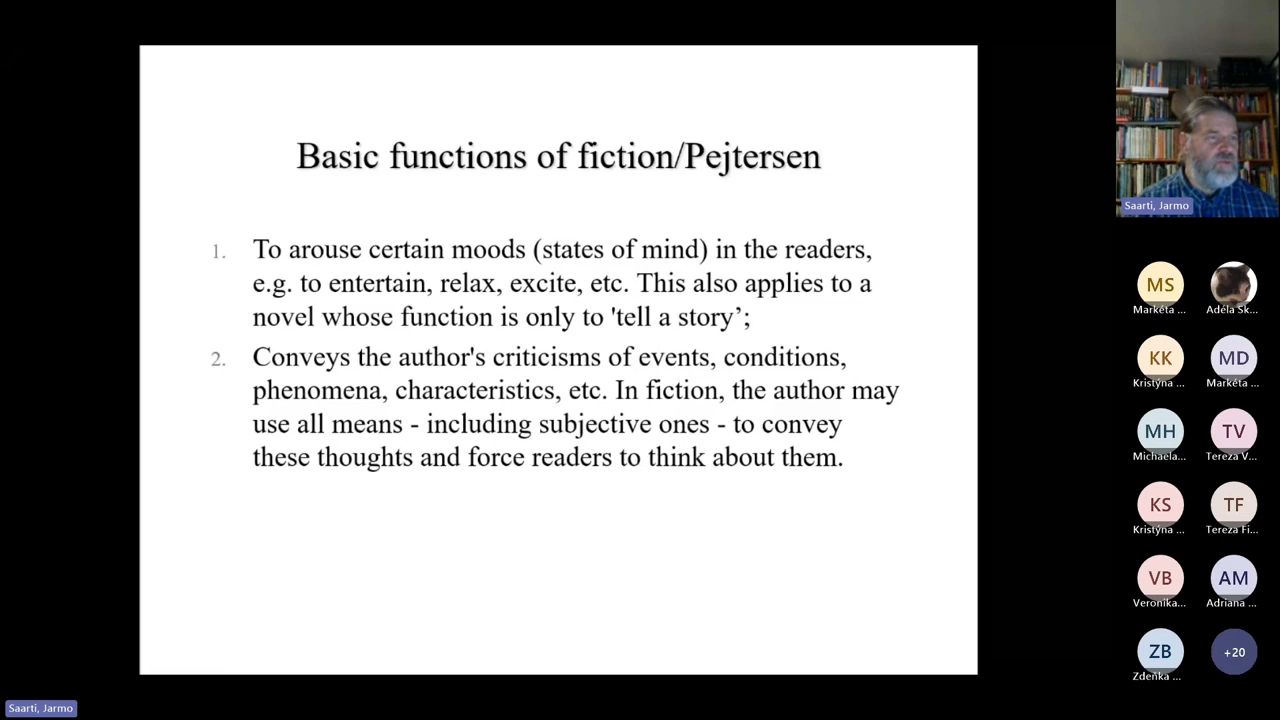 Basic functions of fiction/Pejtersen
1. To arouse certain moods (states of mind) in the readers,
e.g. to entertain, relax, excite, etc. This also applies to a
novel whose function is only to 'tell a story’;
2. Conveys the author's criticisms of events, conditions,
phenomena, characteristics, etc. In fiction, the author may
use all means - including subjective ones - to convey
these thoughts and force readers to think about them.
Saarti, Jarmo
MS
Markéta ...
Adéla Sk...
KK
Kristýna ...
MD
Markéta ...
MH
Michaela...
TV
Tereza V...
KS
Kristýna ...
TF
Tereza Fi...
VB
Veronika...
AM
Adriana ...
ZB
Zdeňka ...
+20
Saarti, Jarmo